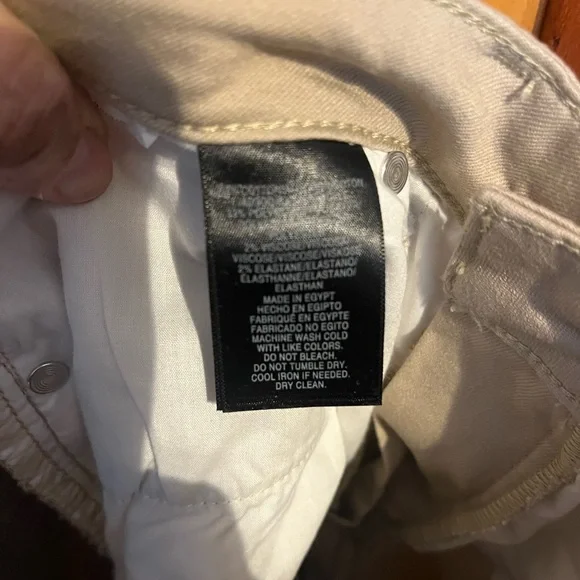 2% VISCOSE/
VISCOSE/VISCOSE/VISKOSE
2% ELASTANE/ELASTANO/
ELASTHANNE/ELASTANO/
ELASTHAN
MADE IN EGYPT
HECHO EN EGIPTO
FABRIQUÉ EN EGYPTE
FABRICADO NO EGITO
MACHINE WASH COLD
WITH LIKE COLORS.
DO NOT BLEACH.
DO NOT TUMBLE DRY.
COOL IRON IF NEEDED.
DRY CLEAN.